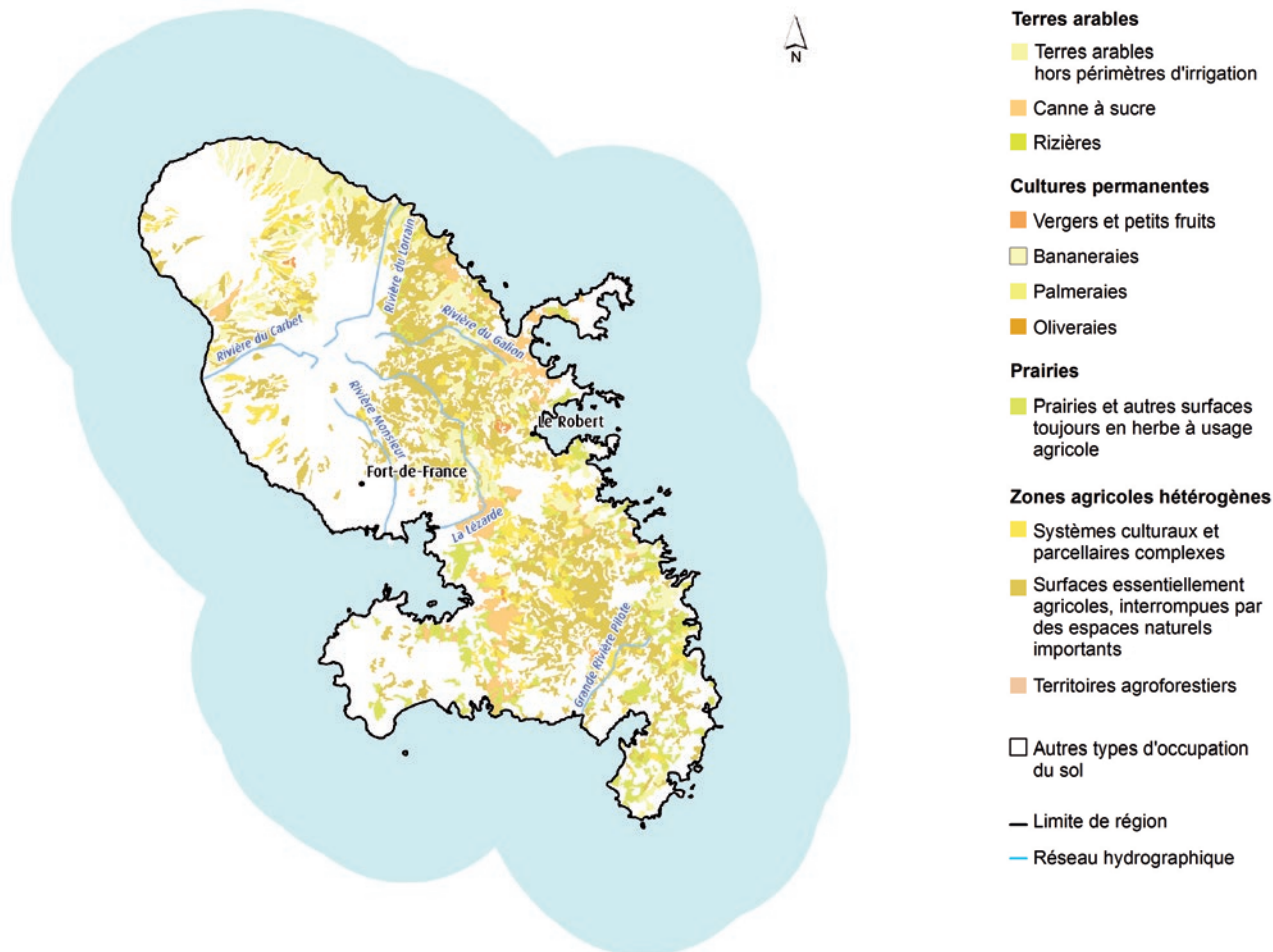 N
Rivière du Lorrain
Rivière du Galion
Rivière du Carbet
Rivière Monsieur
Le Robert
Fort-de-France
La Lézarde
Grande Rivière Pilote
Terres arables
Terres arables
hors périmètres d'irrigation
Canne à sucre
Rizières
Cultures permanentes
Vergers et petits fruits
Bananeraies
Palmeraies
Oliveraies
Prairies
Prairies et autres surfaces
toujours en herbe à usage
agricole
Zones agricoles hétérogènes
Systèmes culturaux et
parcellaires complexes
Surfaces essentiellement
agricoles, interrompues par
des espaces naturels
importants
Territoires agroforestiers
Autres types d'occupation
du sol
Limite de région
Réseau hydrographique